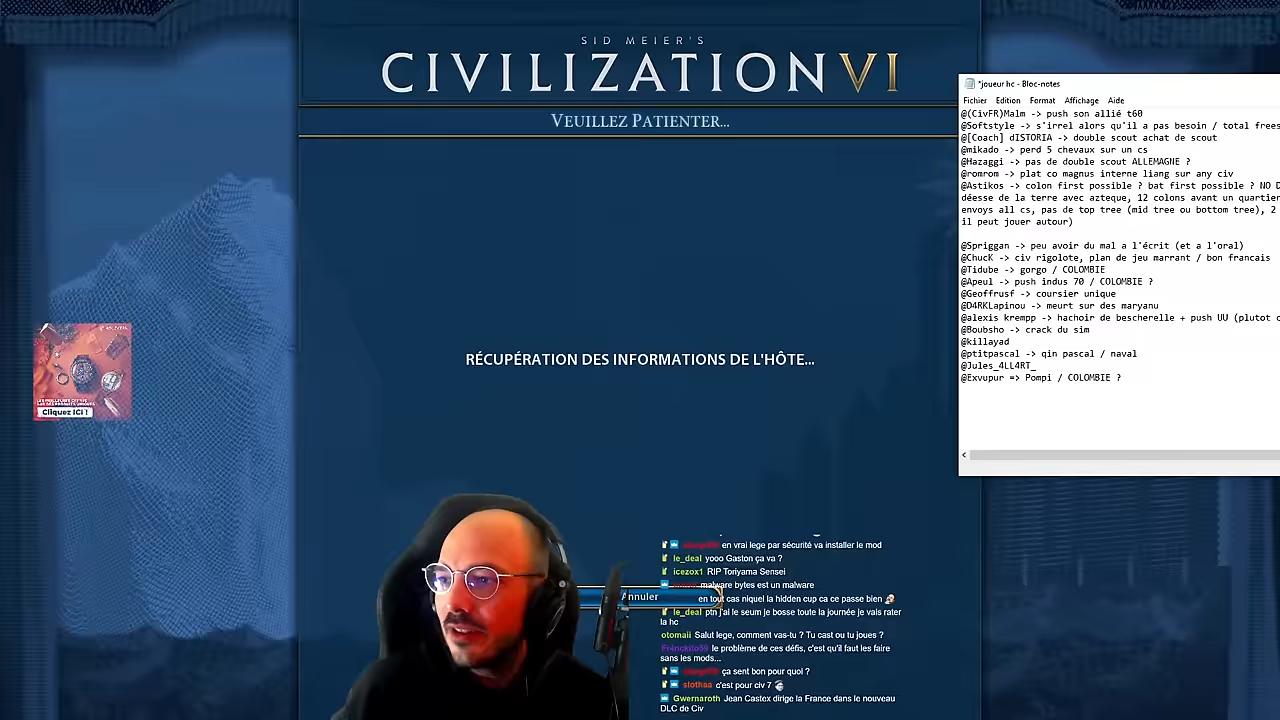 SID MEIER'S
CIVILIZATION VI
VEUILLEZ PATIENTER...
RÉCUPÉRATION DES INFORMATIONS DE L'HÔTE...
*joueur hc - Bloc-notes
Fichier Edition Format Affichage Aide
@(CivFR)Malm -> push son allié t60
@Softstyle -> s'irrel alors qu'il a pas besoin / total frees
@[Coach] dISTORIA -> double scout achat de scout
@mikado -> perd 5 chevaux sur un cs
@Hazaggi -> pas de double scout ALLEMAGNE ?
@romrom -> plat co magnus interne liang sur any civ
@Astikos -> colon first possible ? bat first possible ? NO D
déesse de la terre avec azteque, 12 colons avant un quartier
envoys all cs, pas de top tree (mid tree ou bottom tree), 2
il peut jouer autour)
@Spriggan -> peu avoir du mal a l'écrit (et a l'oral)
@ChucK -> civ rigolote, plan de jeu marrant / bon francais
@Tidube -> gorgo / COLOMBIE
@Apeul -> push indus 70 / COLOMBIE ?
@Geoffrusf -> coursier unique
@D4RKLapinou -> meurt sur des maryanu
@alexis krempp -> hachoir de bescherelle + push UU (plutot
@Boubsho -> crack du sim
@killayad
@ptitpascal -> qin pascal / naval
@Jules_4LL4RT_
@Exvupur => Pompi / COLOMBIE ?
Cliquez ICI !
Annuler
en vrai lege par sécurité va installer le mod
le_deal yooo Gaston ça va ?
icezox1 RIP Toriyama Sensei
malware bytes est un malware
en tout cas niquel la hidden cup ca ce passe bien
le_deal ptn j'ai le seum je bosse toute la journée je vais rater
la hc
otomaii Salut lege, comment vas-tu ? Tu cast ou tu joues ?
le problème de ces défis, c'est qu'il faut les faire
sans les mods...
ça sent bon pour quoi ?
slothaa c'est pour civ 7
Gwernaroth Jean Castex dirige la France dans le nouveau
DLC de Civ